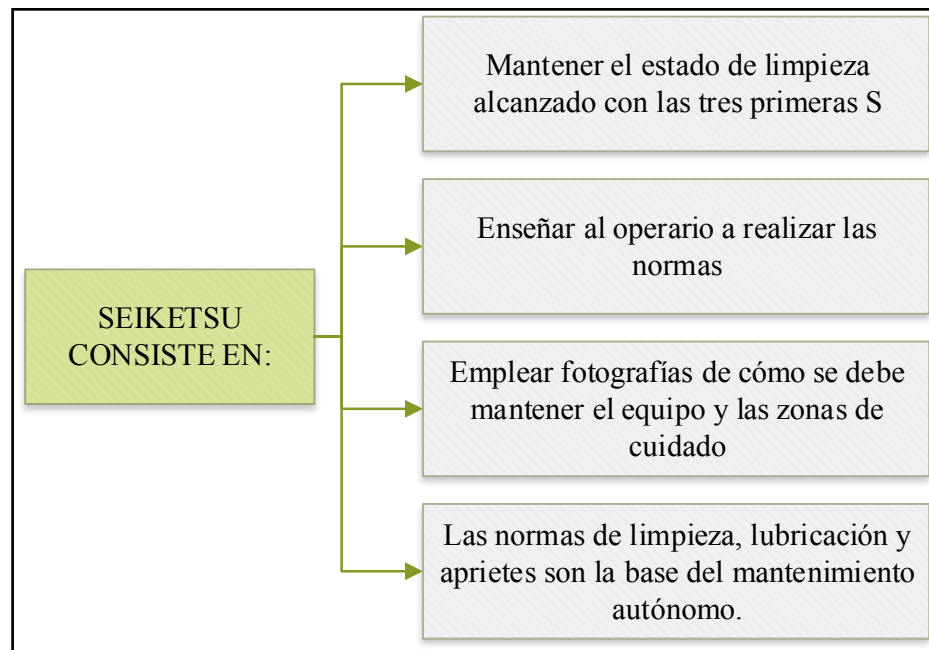 SEIKETSU
CONSISTE EN:
Mantener el estado de limpieza
alcanzado con las tres primeras S
Enseñar al operario a realizar las
normas
Emplear fotografías de cómo se debe
mantener el equipo y las zonas de
cuidado
Las normas de limpieza, lubricación y
aprietes son la base del mantenimiento
autónomo.